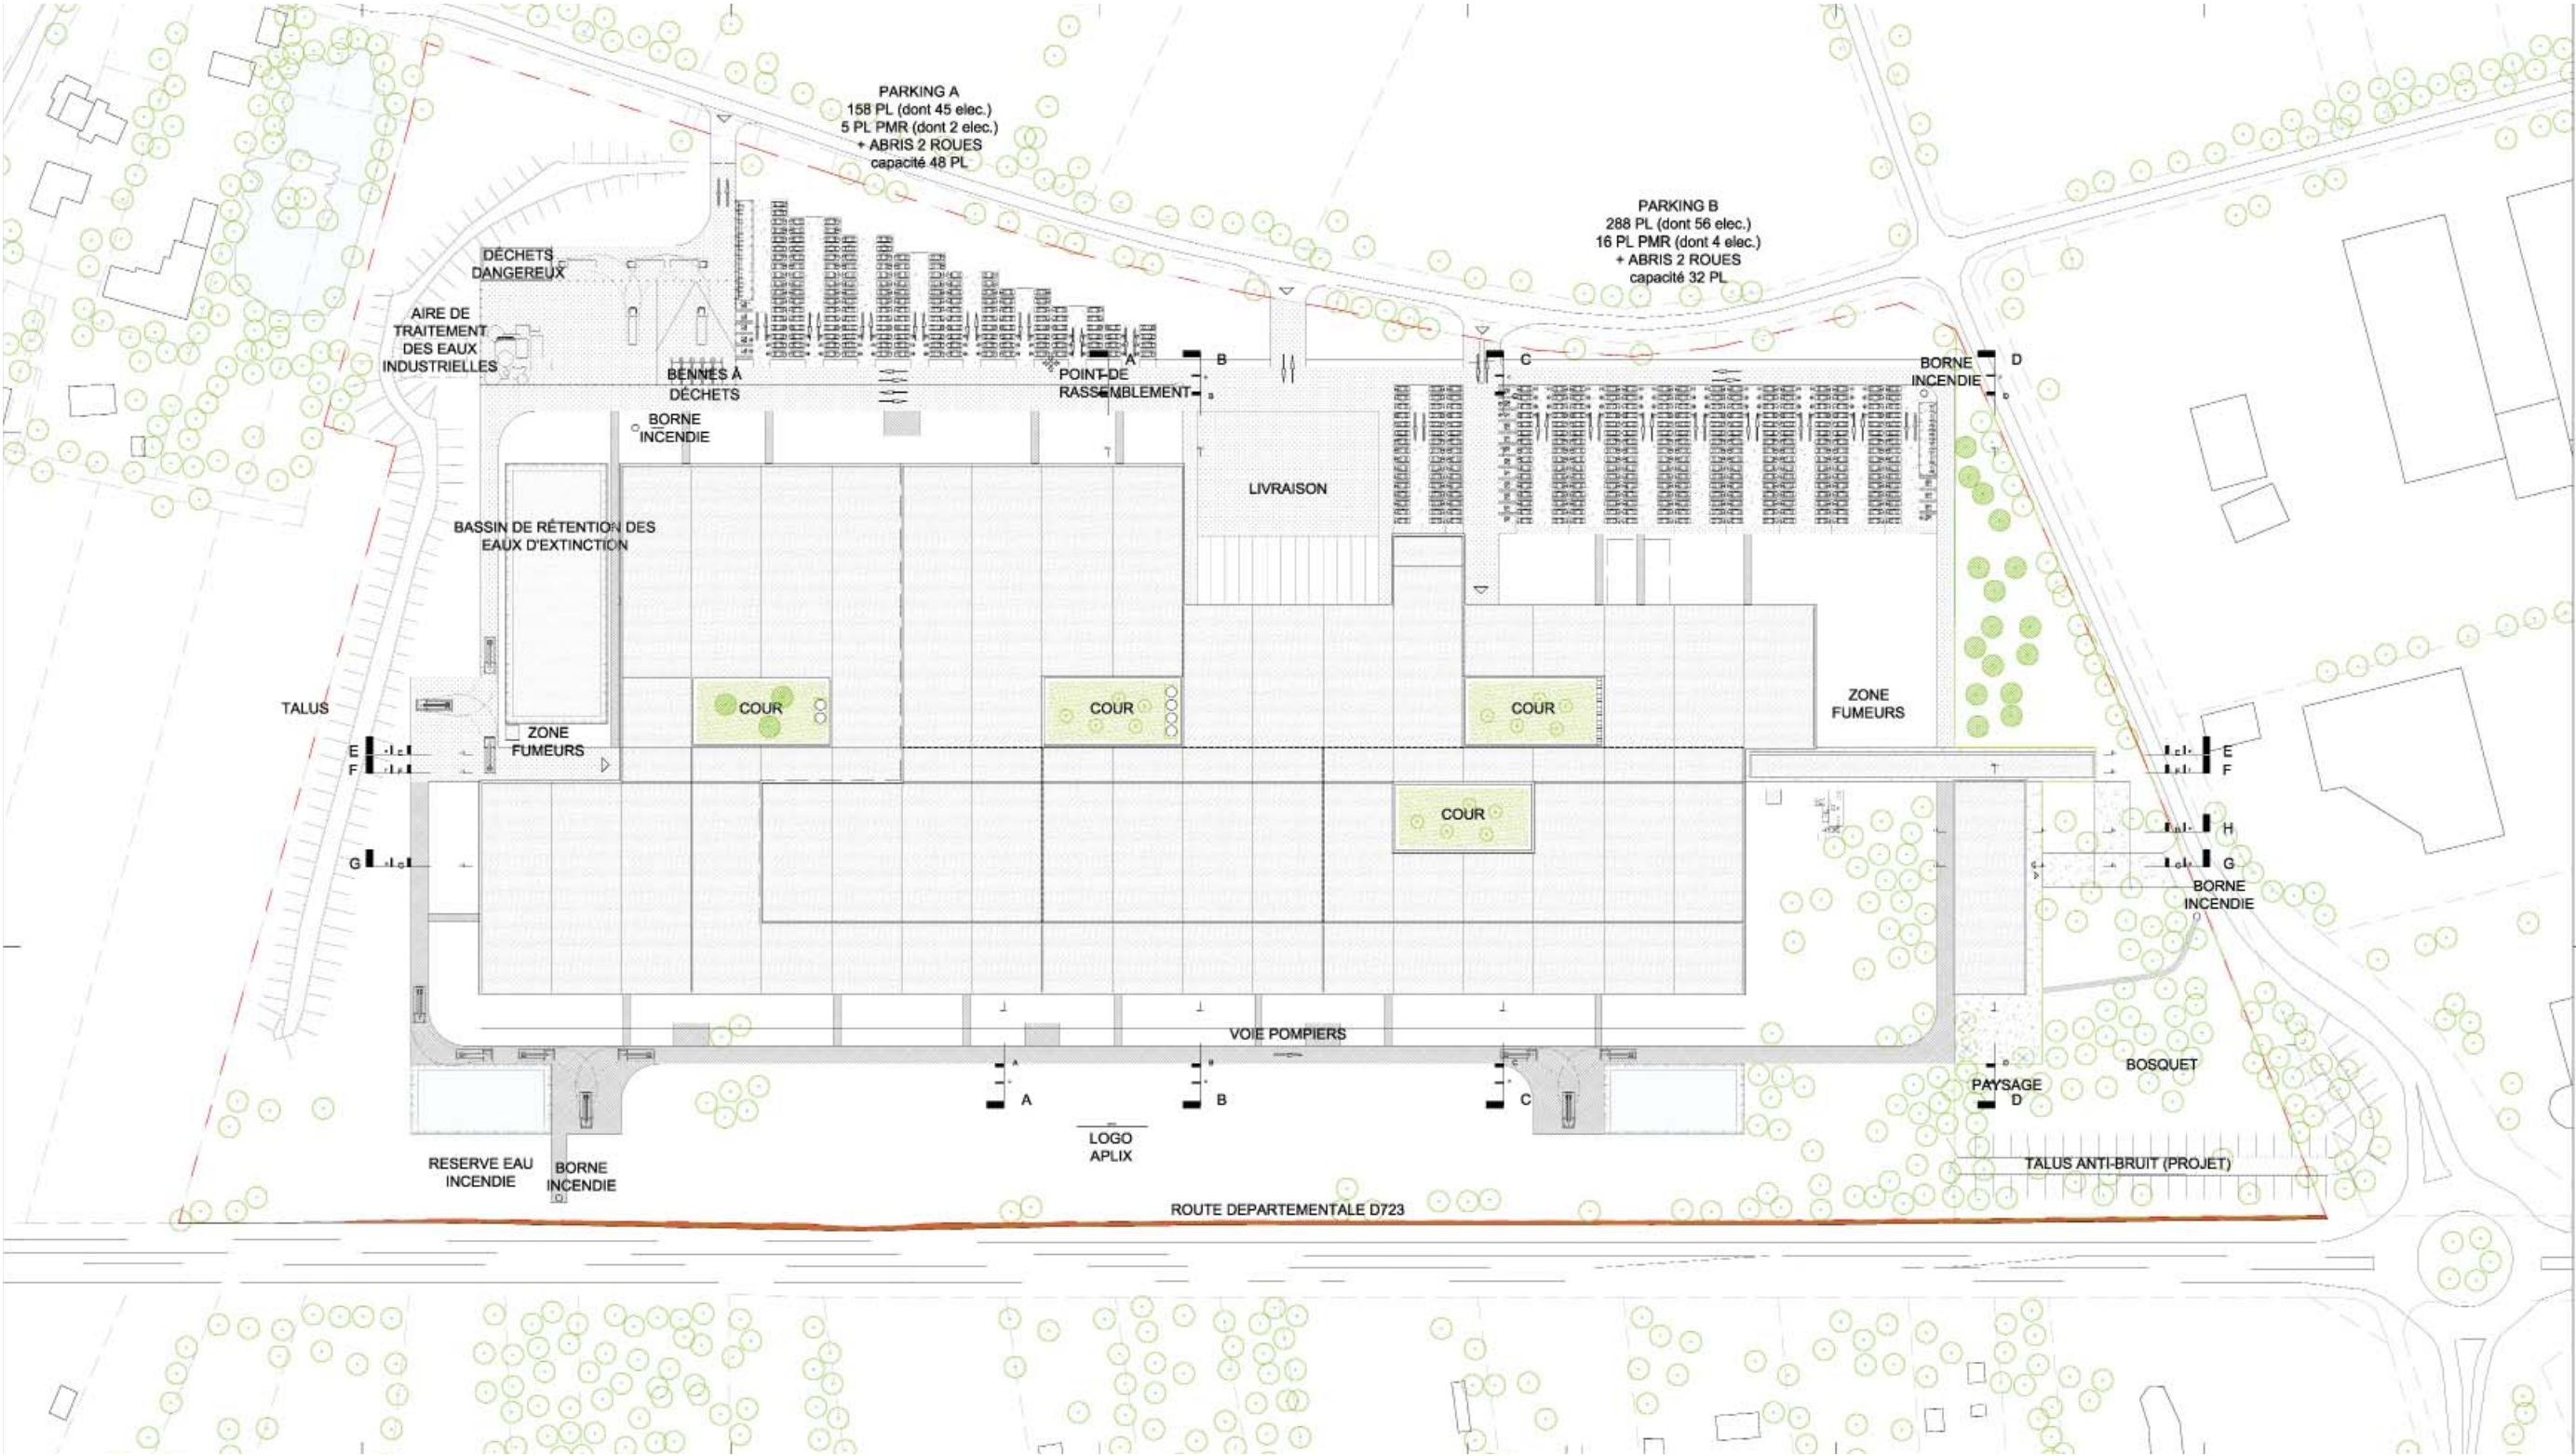 PARKING A
158 PL (dont 45 elec.)
5 PL PMR (dont 2 elec.)
+ ABRIS 2 ROUES
capacité 48 PL
PARKING B
288 PL (dont 56 elec.)
16 PL PMR (dont 4 elec.)
+ ABRIS 2 ROUES
capacité 32 PL
DÉCHETS
DANGEREUX
AIRE DE
TRAITEMENT
DES EAUX
INDUSTRIELLES
BENNES À
DÉCHETS
A
POINT DE
RASSEMBLEMENT
B
C
BORNE
INCENDIE
D
BORNE
INCENDIE
LIVRAISON
BASSIN DE RÉTENTION DES
EAUX D'EXTINCTION
TALUS
COUR
COUR
COUR
ZONE
FUMEURS
ZONE
FUMEURS
E
F
E
F
COUR
H
G
G
BORNE
INCENDIE
VOIE POMPIERS
BOSQUET
PAYSAGE
A
B
C
D
LOGO
APLIX
RESERVE EAU
INCENDIE
BORNE
INCENDIE
TALUS ANTI-BRUIT (PROJET)
ROUTE DEPARTEMENTALE D723